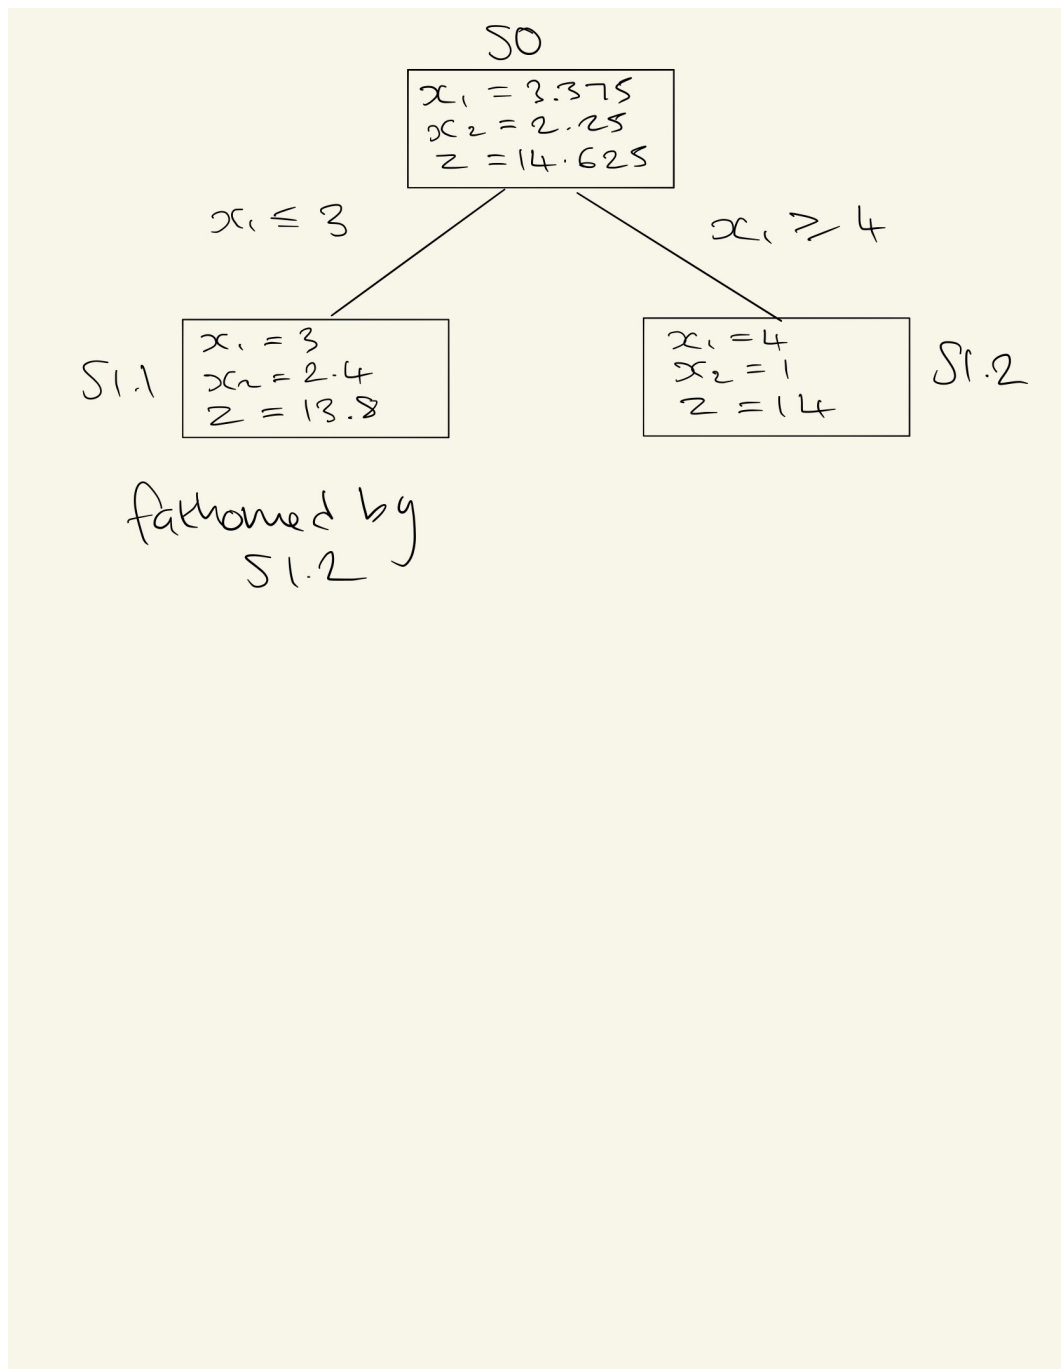 S0
x₁ = 3.375
x₂ = 2.25
z = 14.625
x₁ ≤ 3
x₁ ≥ 4
S1.1
x₁ = 3
x₂ = 2.4
z = 13.8
x₁ = 4
x₂ = 1
z = 14
S1.2
fathomed by
S1.2